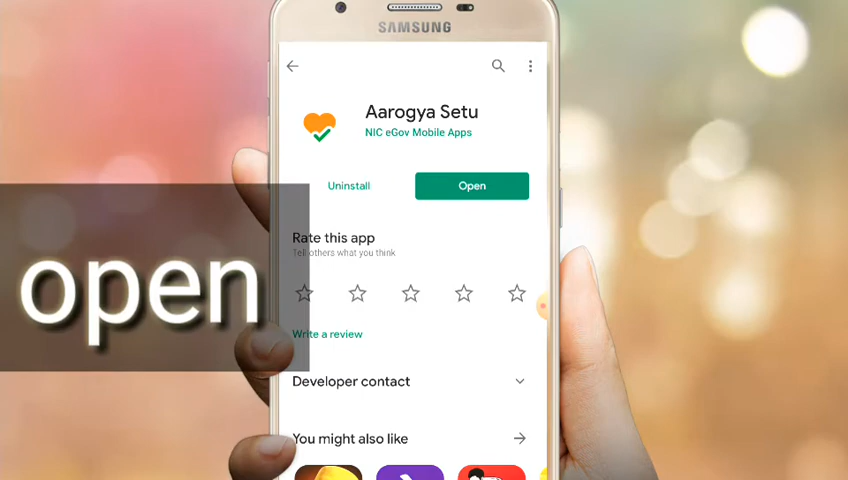 SAMSUNG
Aarogya Setu
NIC eGov Mobile Apps
Uninstall
Open
open
Rate this app
Tell others what you think
Write a review
Developer contact
You might also like